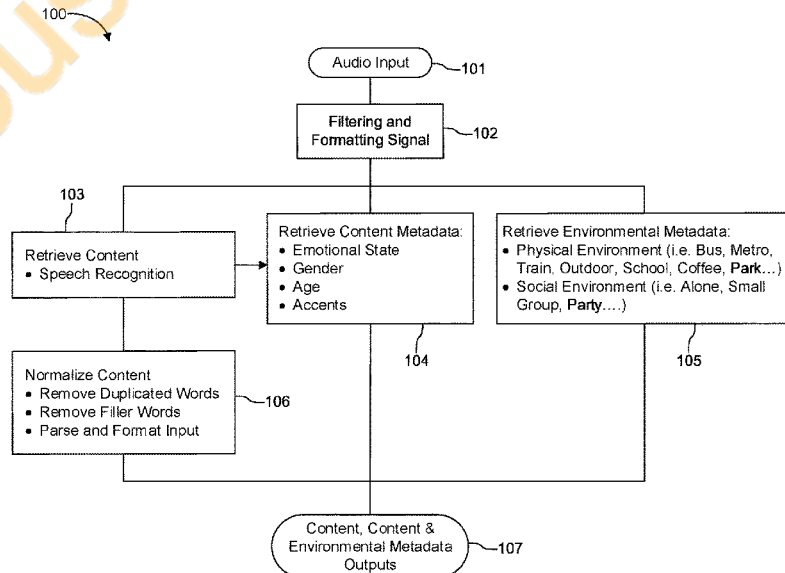 100
Audio Input
101
Filtering and
Formatting Signal
102
103
Retrieve Content
• Speech Recognition
Retrieve Content Metadata:
• Emotional State
• Gender
• Age
• Accents
104
Retrieve Environmental Metadata:
• Physical Environment (i.e. Bus, Metro,
Train, Outdoor, School, Coffee, Park...)
• Social Environment (i.e. Alone, Small
Group, Party....)
105
Normalize Content
• Remove Duplicated Words
• Remove Filler Words
• Parse and Format Input
106
Content, Content &
Environmental Metadata
Outputs
107